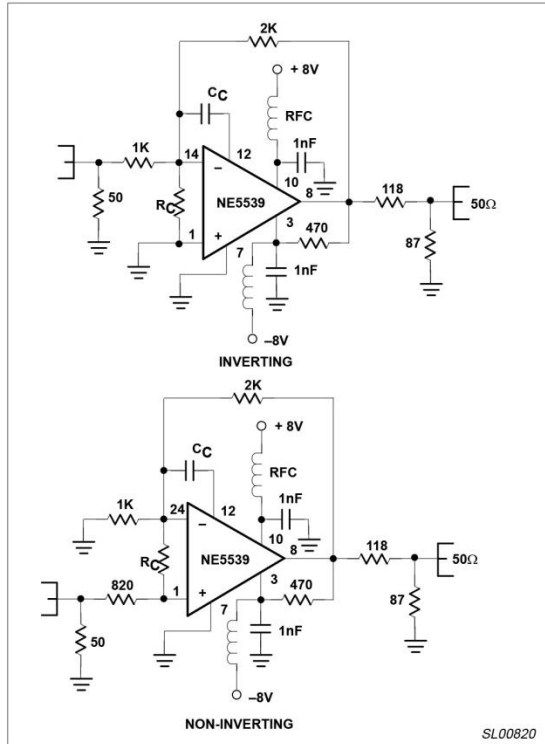 2K
+ 8V
CC
RFC
1nF
1K
14
12
10
8
118
50Ω
50
RC
NE5539
3
470
87
1
7
1nF
–8V
INVERTING
2K
+ 8V
CC
RFC
1nF
1K
24
12
10
8
118
50Ω
RC
NE5539
3
470
87
820
1
7
50
1nF
–8V
NON-INVERTING
SL00820